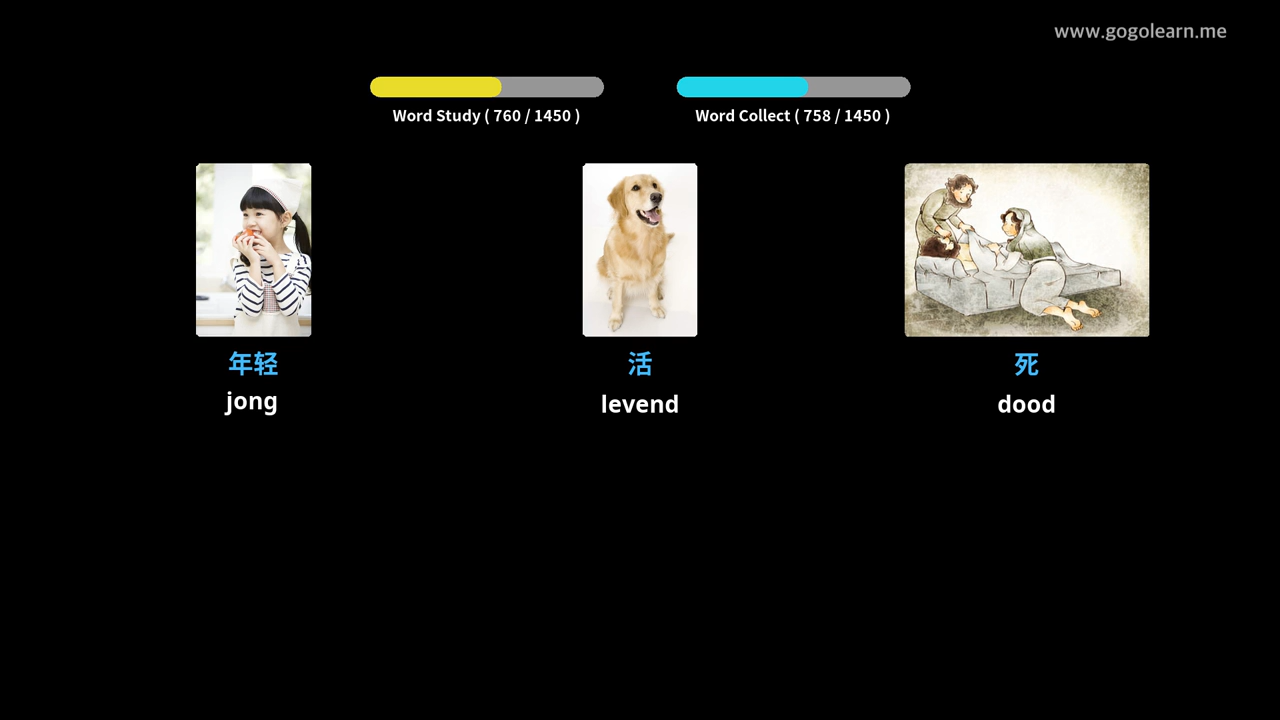 www.gogolearn.me
Word Study ( 760 / 1450 )
Word Collect ( 758 / 1450 )
年轻
活
死
jong
levend
dood